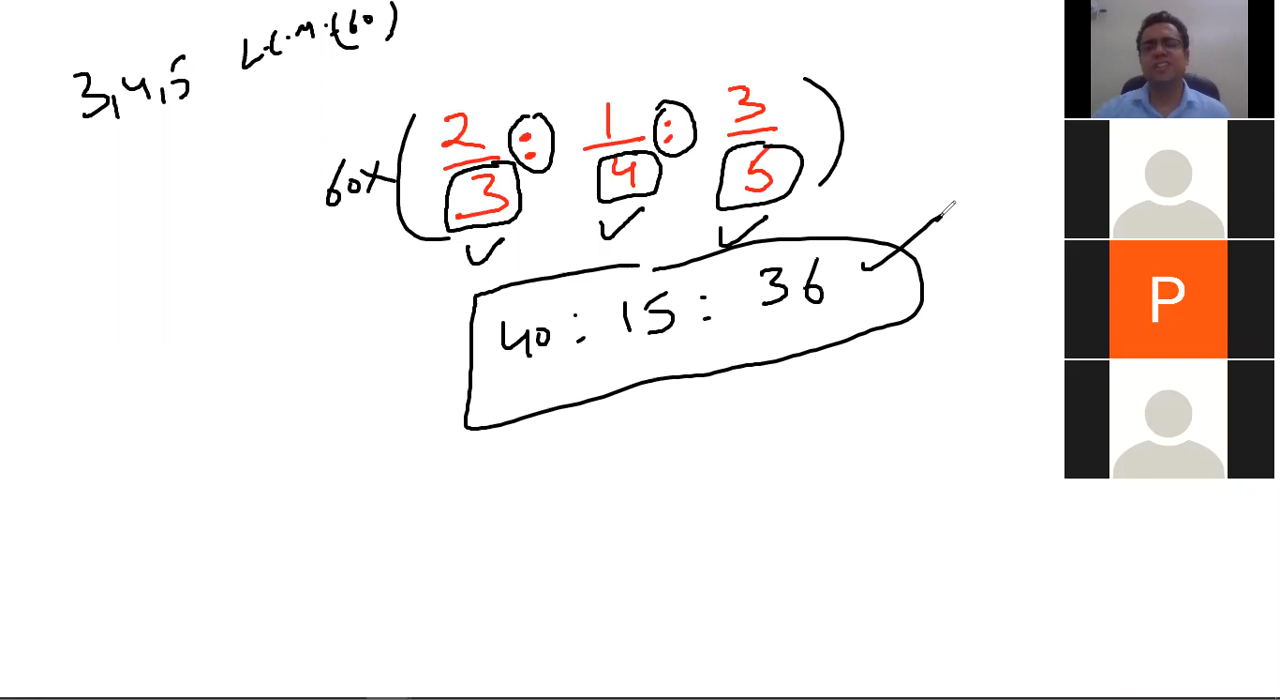 3,4,5 L.C.M.(60)
60× ( 2/3 : 1/4 : 3/5 )
40 : 15 : 36
P